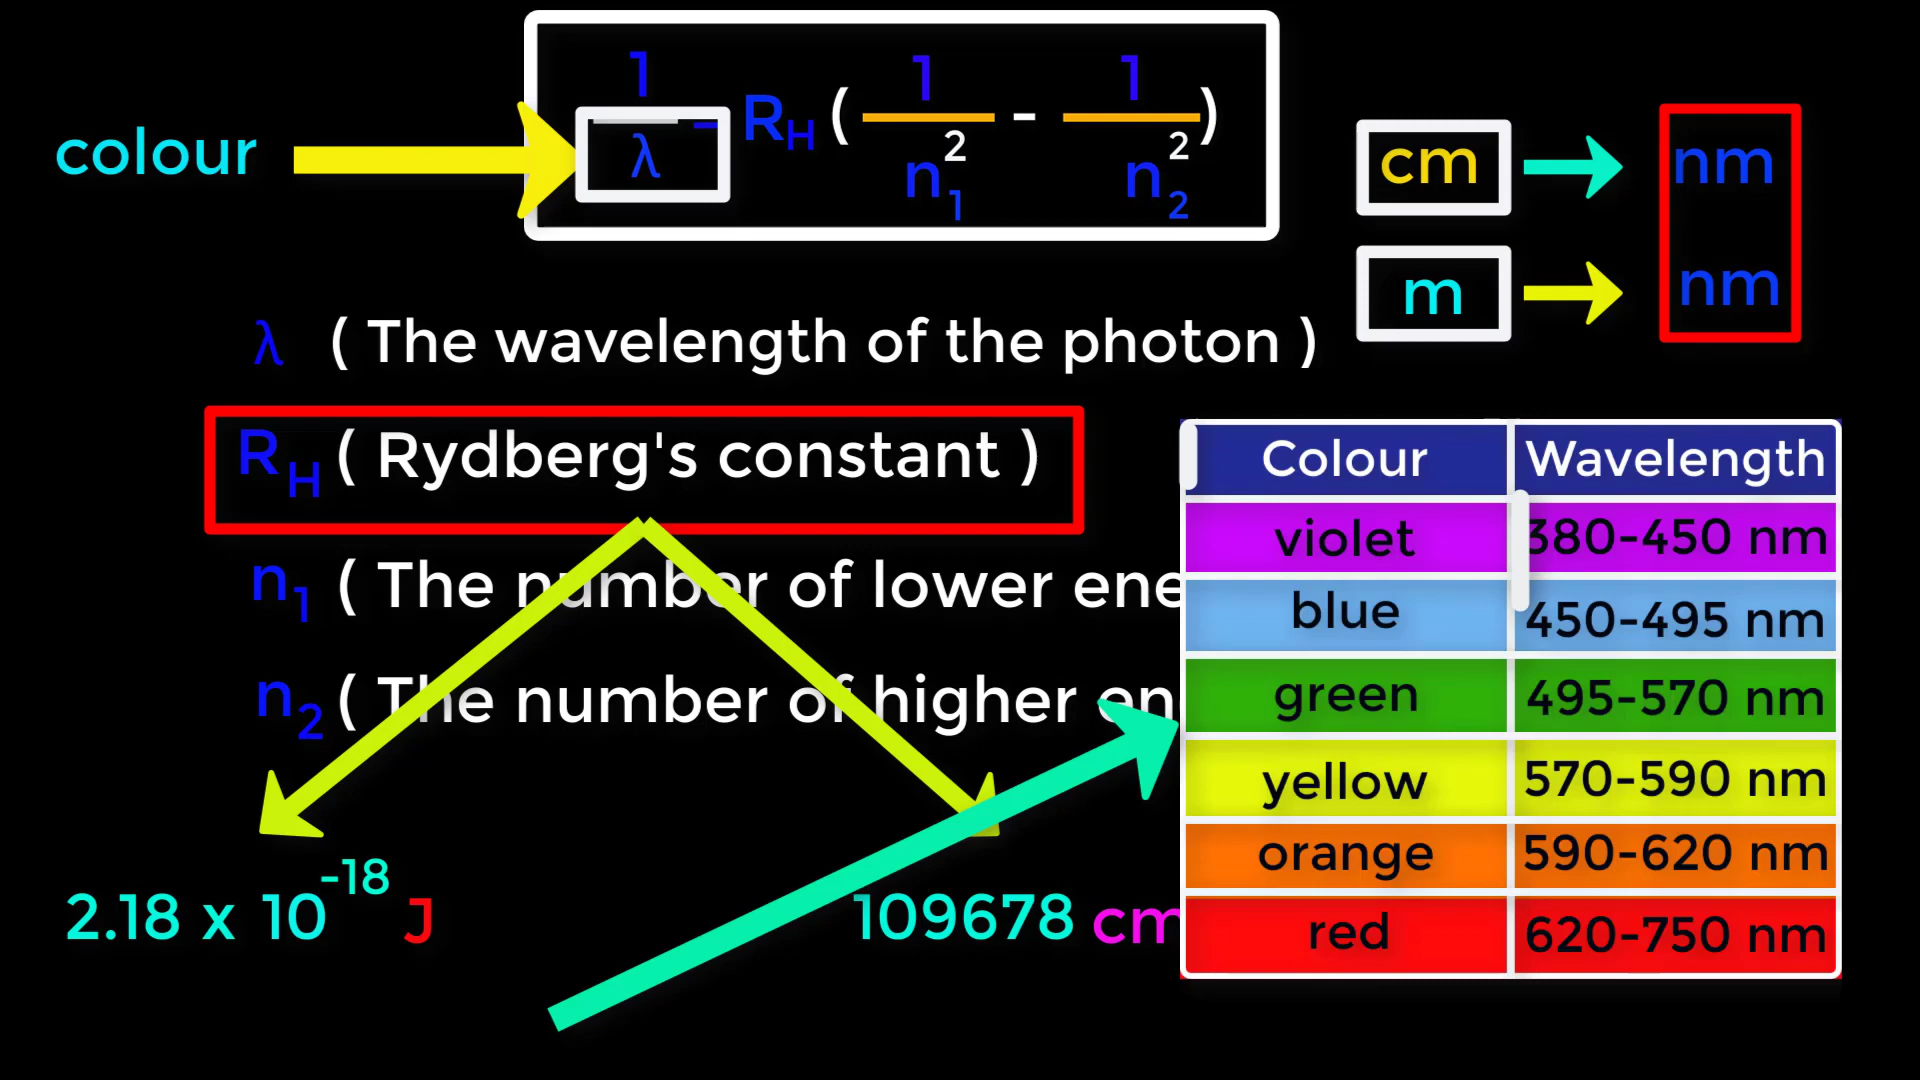 colour
1/λ = R_H ( 1/n₁² - 1/n₂² )
cm → nm
m → nm
λ ( The wavelength of the photon )
R_H ( Rydberg's constant )
n₁ ( The number of lower ene
n₂ ( The number of higher en
2.18 x 10⁻¹⁸ J
109678 cm
Colour Wavelength
violet 380-450 nm
blue 450-495 nm
green 495-570 nm
yellow 570-590 nm
orange 590-620 nm
red 620-750 nm